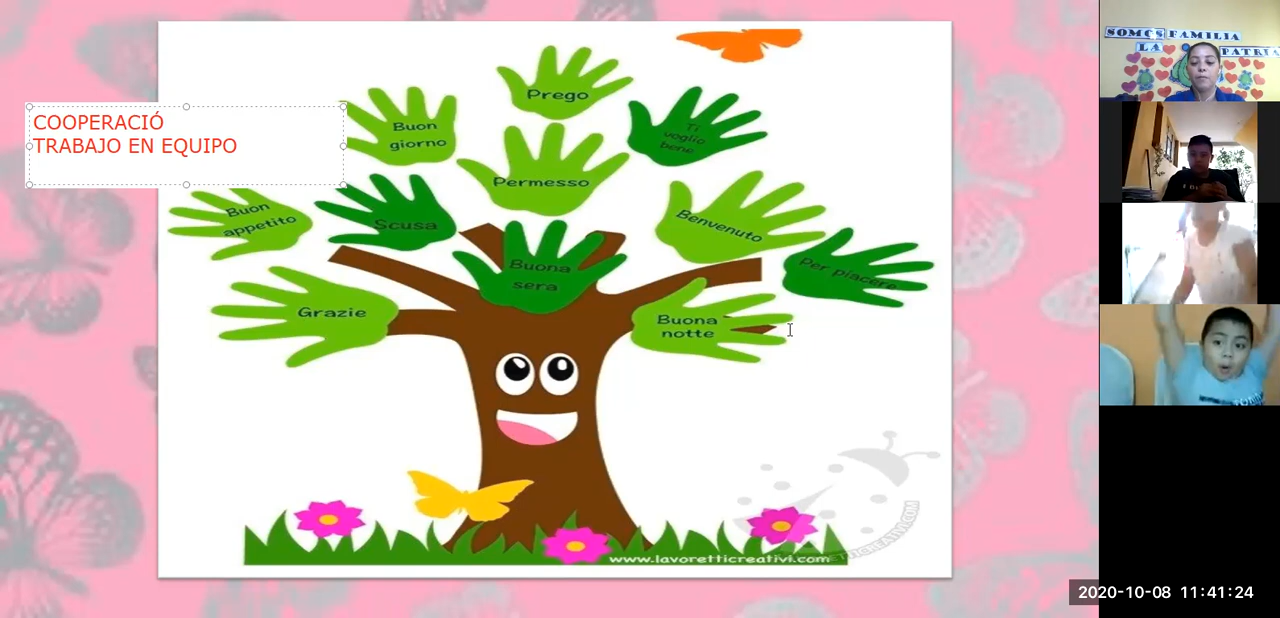 COOPERACIÓ
TRABAJO EN EQUIPO
Prego
Buon
giorno
Ti
voglio
bene
Permesso
Buon
appetito
Scusa
Benvenuto
Buona
sera
Per piacere
Grazie
Buona
notte
www.lavoretticreativi.com
SOMOS FAMILIA
LA
PATRIA
2020-10-08 11:41:24